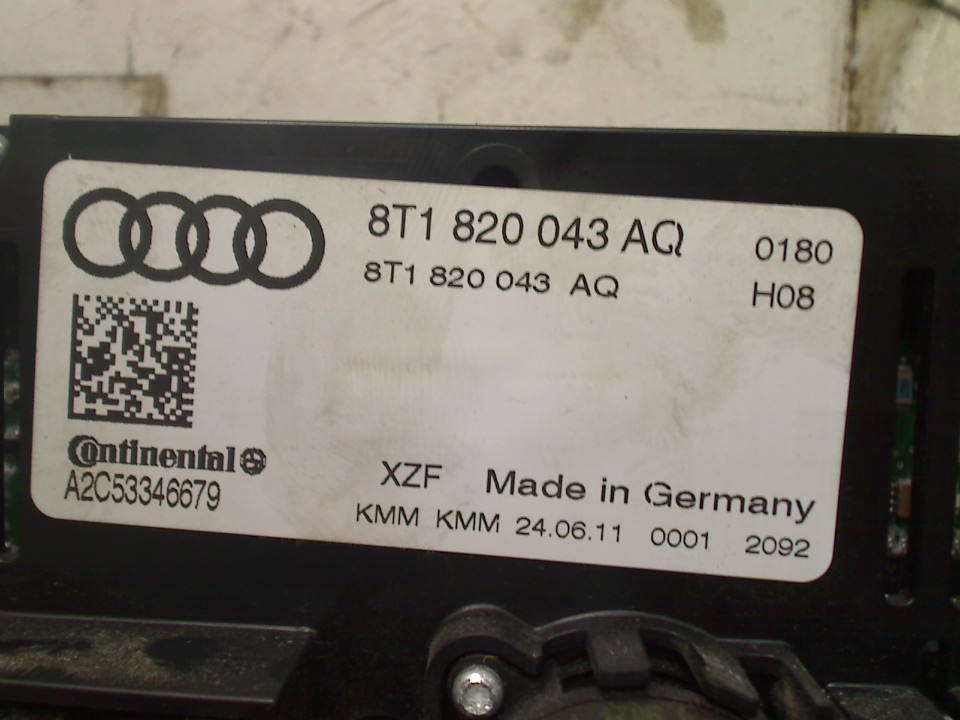 8T1 820 043 AQ 0180
8T1 820 043 AQ H08
Continental
A2C53346679
XZF Made in Germany
KMM KMM 24.06.11 0001 2092